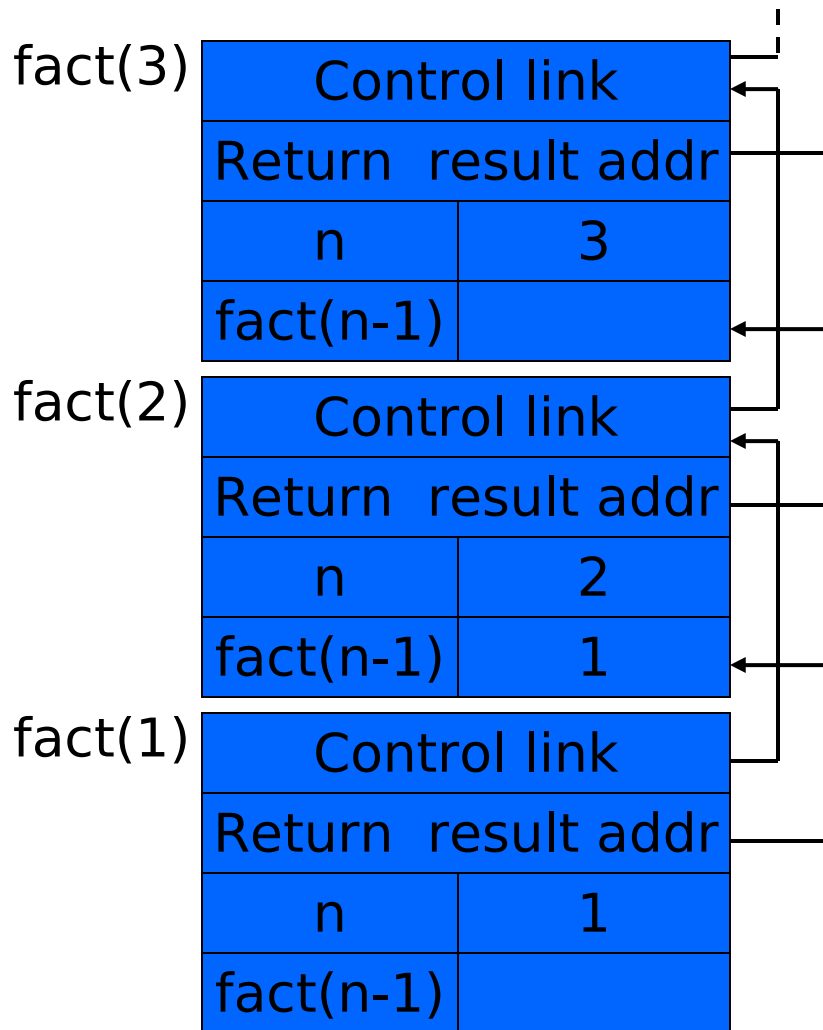 fact(3)
Control link
Return result addr
n 3
fact(n-1)
fact(2)
Control link
Return result addr
n 2
fact(n-1) 1
fact(1)
Control link
Return result addr
n 1
fact(n-1)